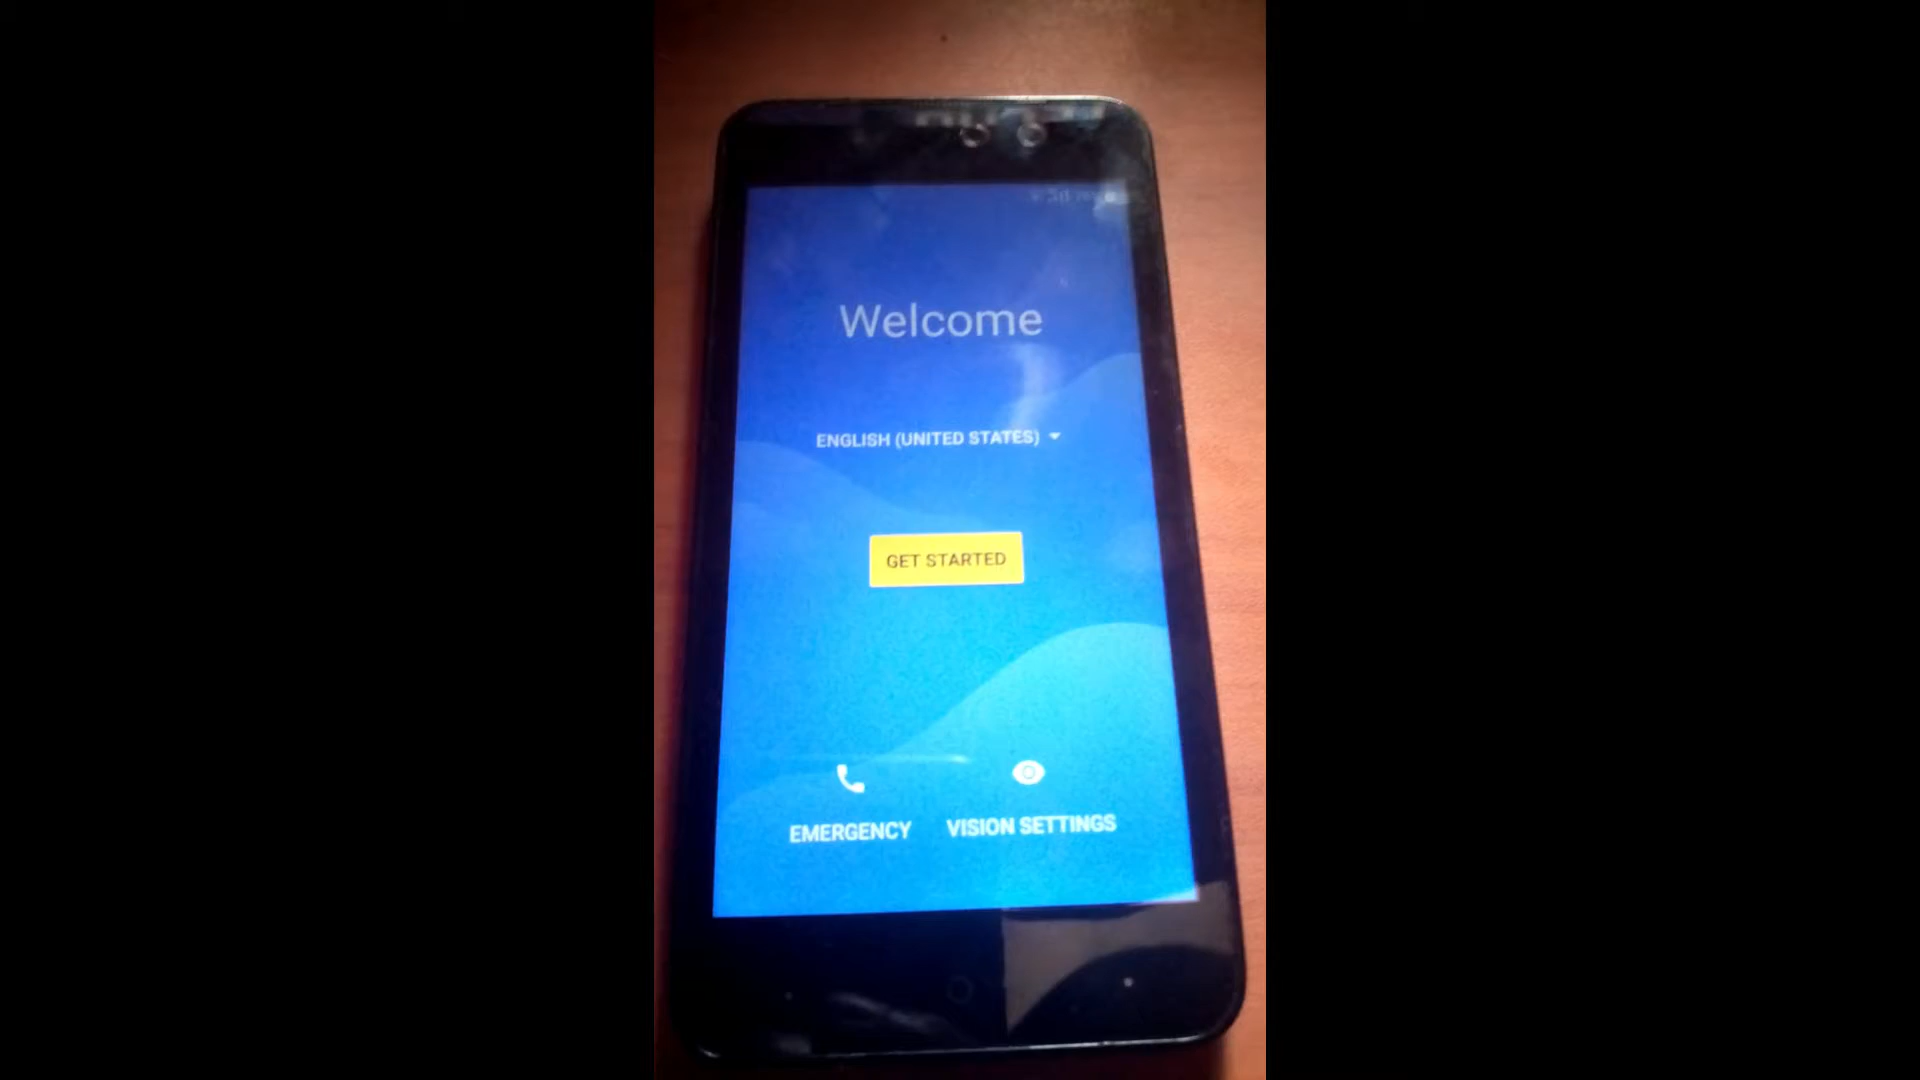 Welcome
ENGLISH (UNITED STATES)
GET STARTED
EMERGENCY
VISION SETTINGS